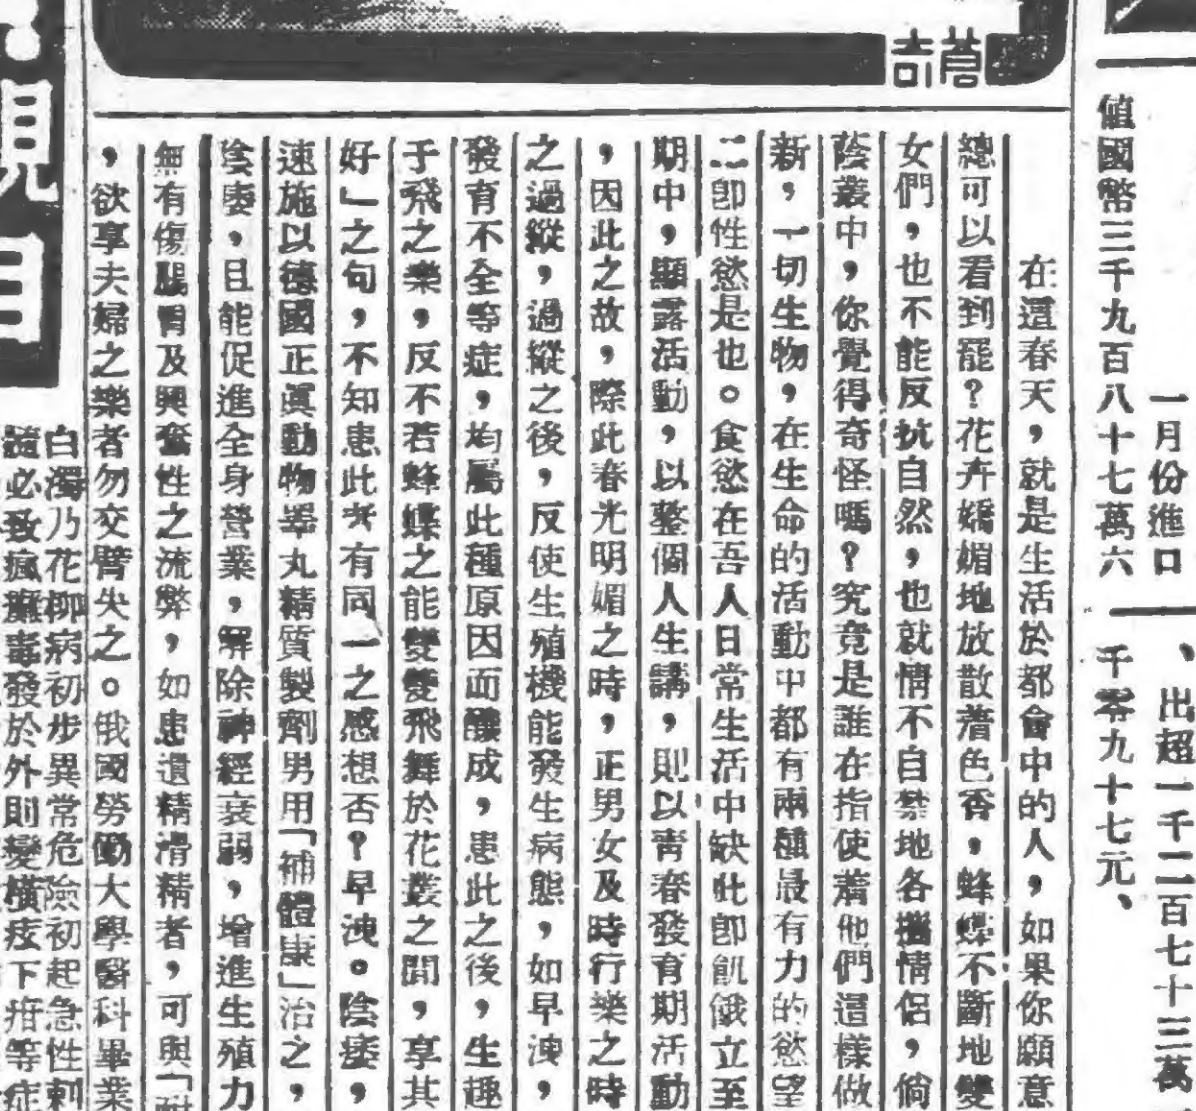 一月份進口
值國幣三千九百八十七萬六
、出超一千二百七十三萬
千零九十七元、
蒼奇
在這春天，就是生活於都會中的人，如果你願意
總可以看到罷？花卉嬌媚地放散着色香，蜂蝶不斷地雙
女們，也不能反抗自然，也就情不自禁地各攜情侶，倘
蔭叢中，你覺得奇怪嗎？究竟是誰在指使着他們這樣做
新，一切生物，在生命的活動中都有兩種最有力的慾望
二即性慾是也。食慾在吾人日常生活中缺此即飢餓立至
期中，顯露活動，以整個人生講，則以青春發育期活動
，因此之故，際此春光明媚之時，正男女及時行樂之時
之過縱，過縱之後，反使生殖機能發生病態，如早洩，
發育不全等症，均屬此種原因而釀成，患此之後，生趣
于飛之樂，反不若蜂蝶之能雙雙飛舞於花叢之間，享其
好」之句，不知患此者有同一之感想否？早洩。陰痿，
速施以德國正眞動物睾丸精質製劑男用「補體康」治之，
陰痿，且能促進全身營業，解除神經衰弱，增進生殖力
無有傷腸胃及興奮性之流弊，如患遺精滑精者，可與「
，欲享夫婦之樂者勿交臂失之。俄國勞働大學醫科畢業
白濁乃花柳病初步異常危險初起急性刺
髓必致瘋癱毒發於外則變橫痃下疳等症